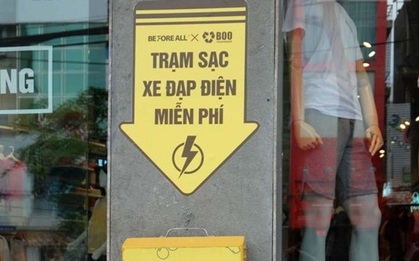 BEFORE ALL X BOO
TRẠM SẠC
XE ĐẠP ĐIỆN
MIỄN PHÍ
NG